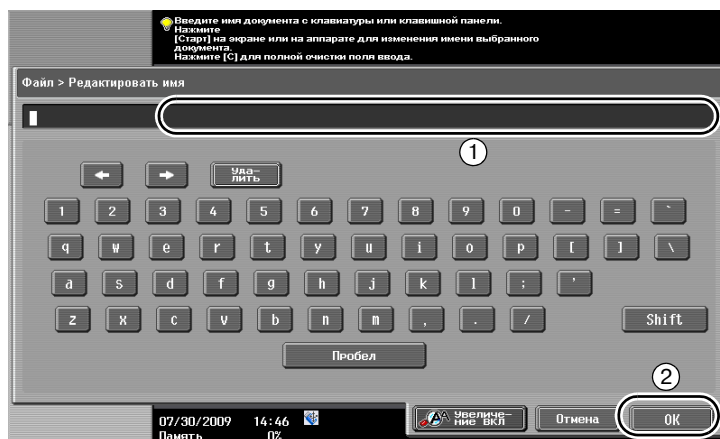 Введите имя документа с клавиатуры или клавишной панели.
Нажмите
[Старт] на экране или на аппарате для изменения имени выбранного
документа.
Нажмите [C] для полной очистки поля ввода.
Файл > Редактировать имя
1
Уда-
лить
1 2 3 4 5 6 7 8 9 0 - = `
q w e r t y u i o p [ ] \
a s d f g h j k l ; '
z x c v b n m , . / Shift
Пробел
2
07/30/2009 14:46
Память 0%
Увеличе-
ние ВКЛ
Отмена
OK